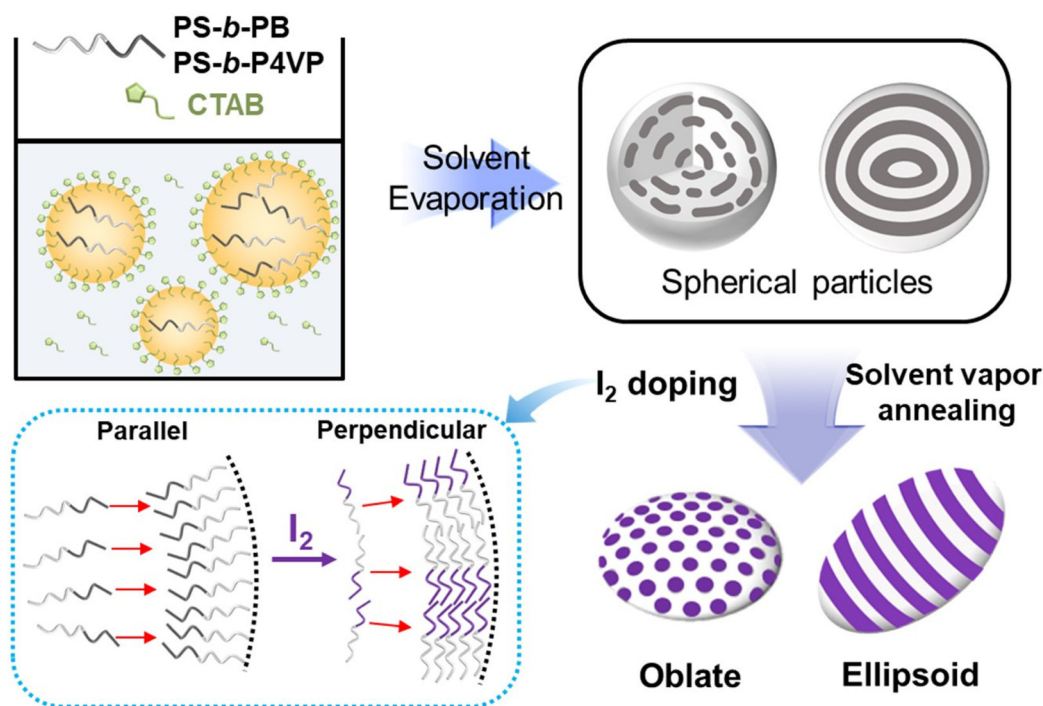 PS-b-PB
PS-b-P4VP
CTAB
Solvent
Evaporation
Spherical particles
I₂ doping
Solvent vapor
annealing
Parallel
Perpendicular
I₂
Oblate
Ellipsoid